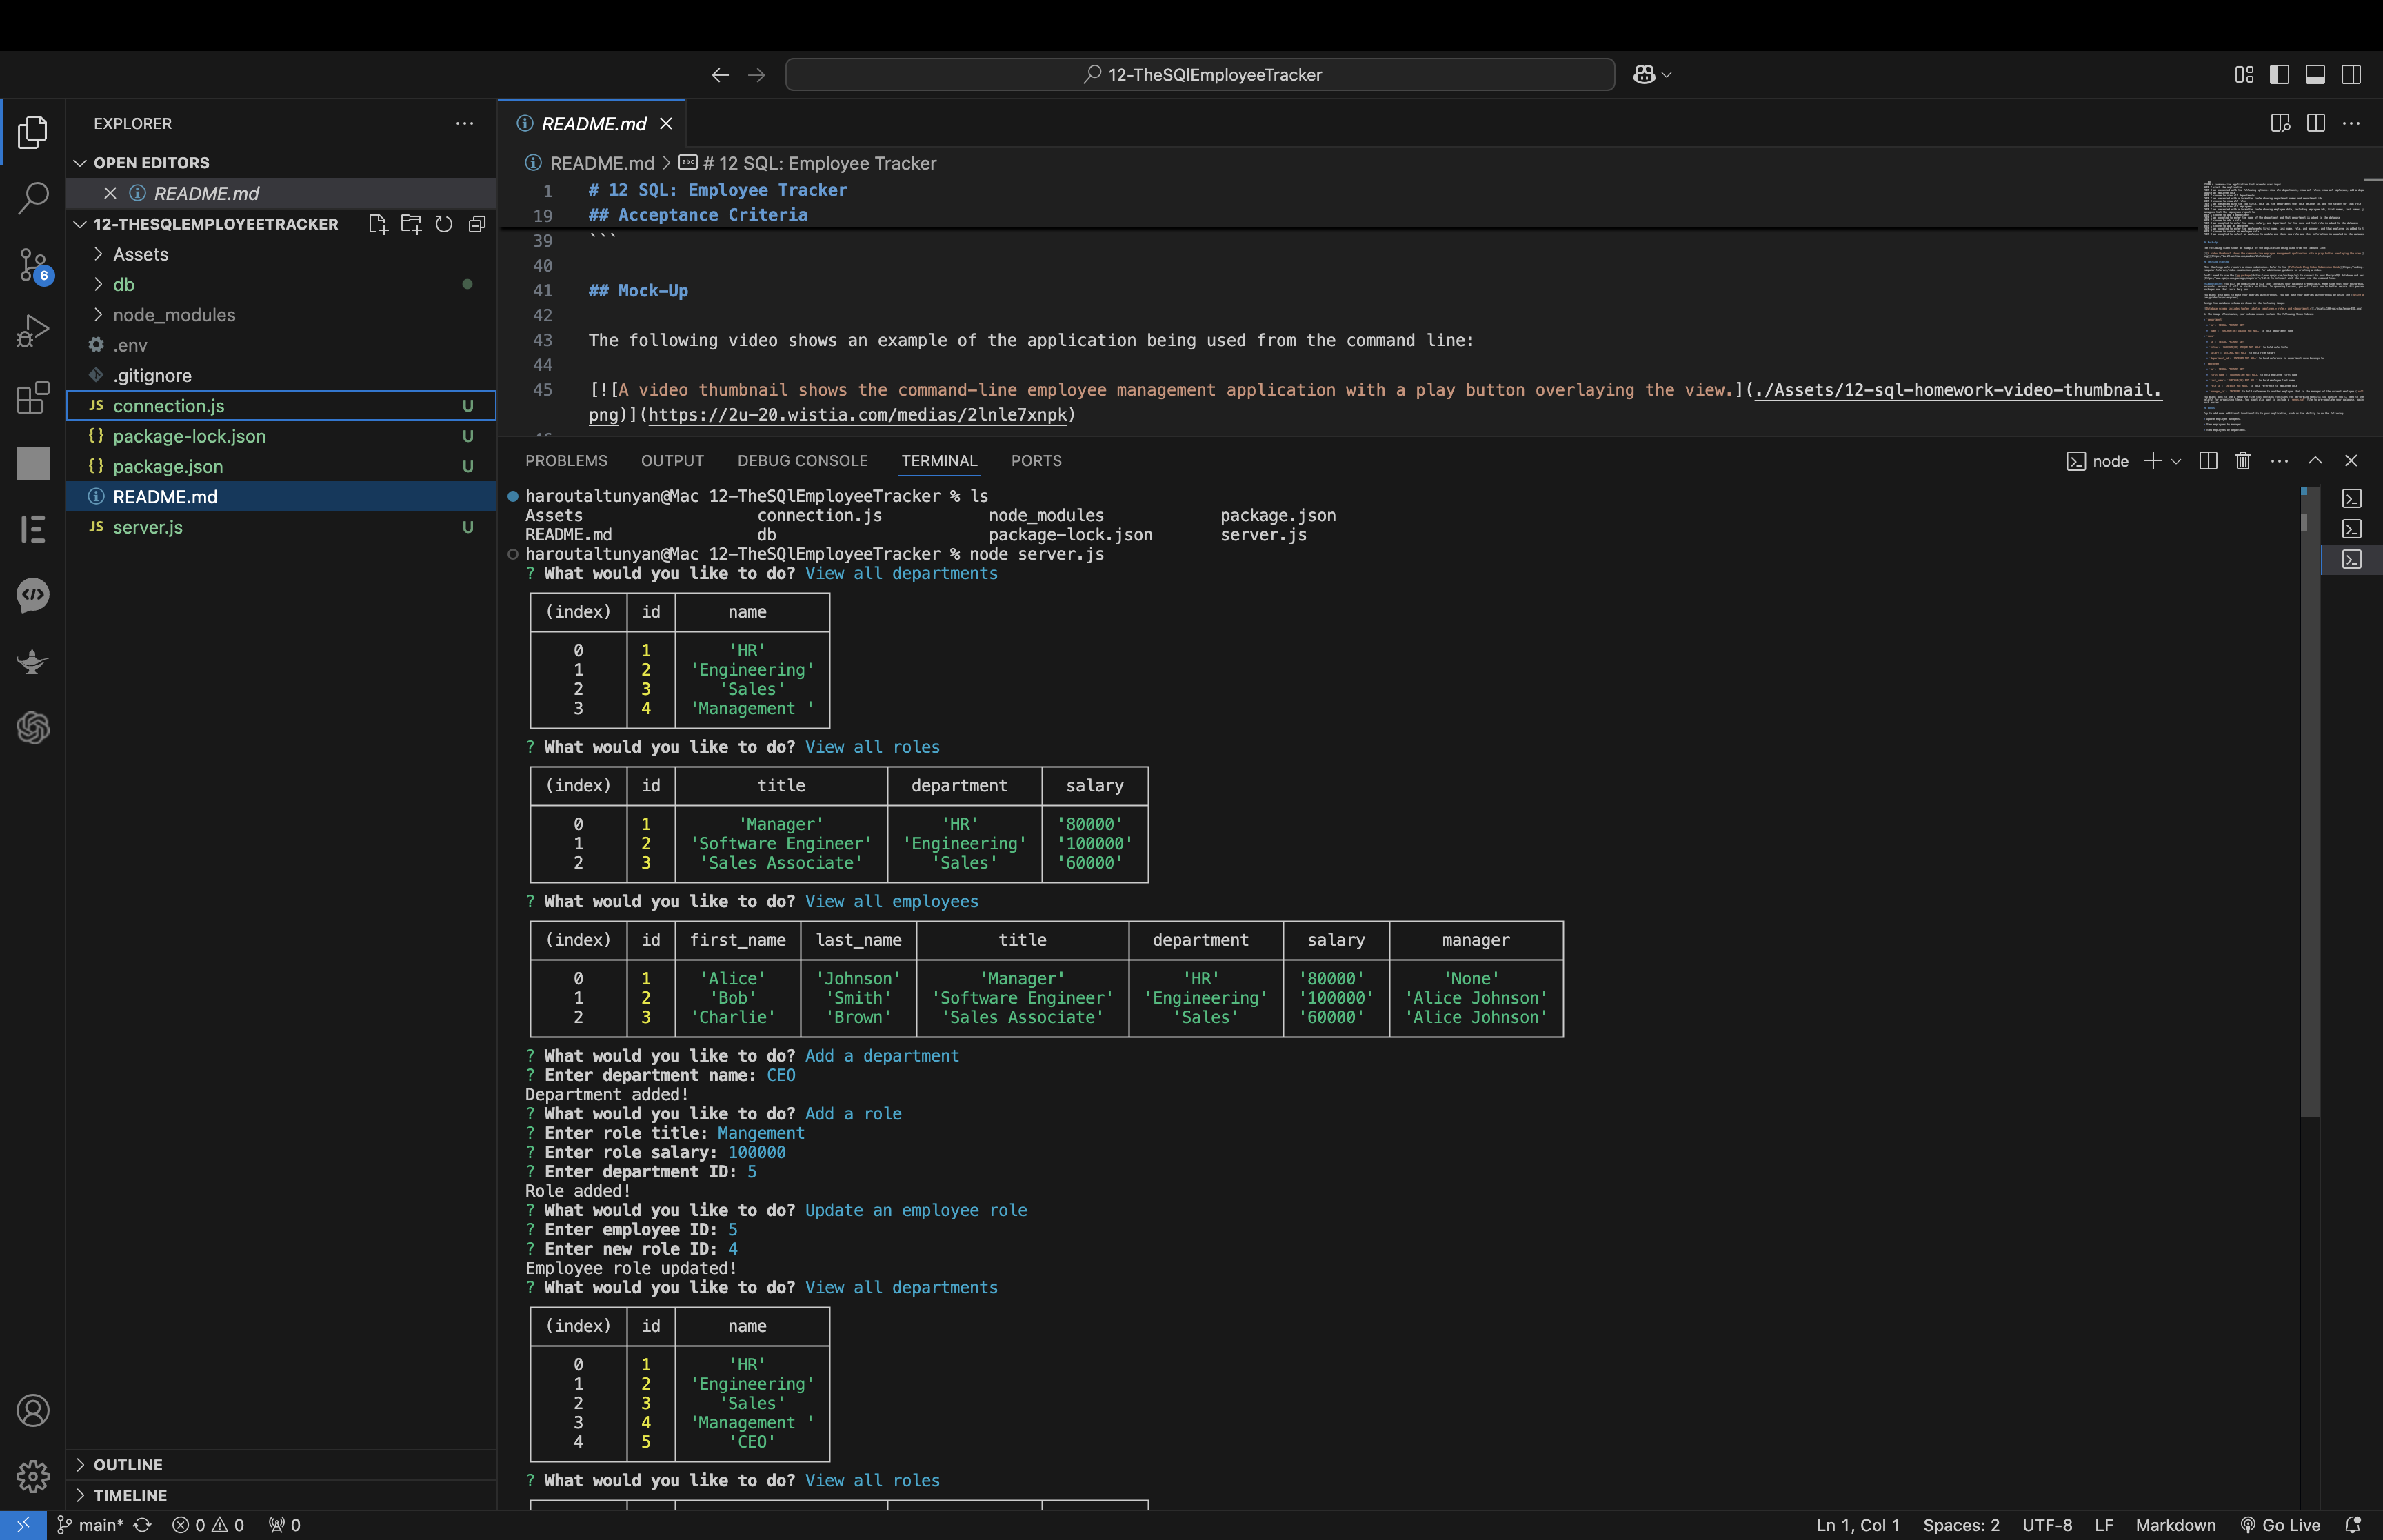 12-TheSQlEmployeeTracker
EXPLORER
OPEN EDITORS
README.md
12-THESQLEMPLOYEETRACKER
Assets
db
node_modules
.env
.gitignore
JS connection.js U
{} package-lock.json U
{} package.json U
README.md
JS server.js U
6
OUTLINE
TIMELINE
README.md
README.md > abc # 12 SQL: Employee Tracker
1 # 12 SQL: Employee Tracker
19 ## Acceptance Criteria
39 ```
40
41 ## Mock-Up
42
43 The following video shows an example of the application being used from the command line:
44
45 [![A video thumbnail shows the command-line employee management application with a play button overlaying the view.](./Assets/12-sql-homework-video-thumbnail.
png)](https://2u-20.wistia.com/medias/2lnle7xnpk)
PROBLEMS OUTPUT DEBUG CONSOLE TERMINAL PORTS
node
haroutaltunyan@Mac 12-TheSQlEmployeeTracker % ls
Assets connection.js node_modules package.json
README.md db package-lock.json server.js
haroutaltunyan@Mac 12-TheSQlEmployeeTracker % node server.js
? What would you like to do? View all departments
(index) id name
0 1 'HR'
1 2 'Engineering'
2 3 'Sales'
3 4 'Management '
? What would you like to do? View all roles
(index) id title department salary
0 1 'Manager' 'HR' '80000'
1 2 'Software Engineer' 'Engineering' '100000'
2 3 'Sales Associate' 'Sales' '60000'
? What would you like to do? View all employees
(index) id first_name last_name title department salary manager
0 1 'Alice' 'Johnson' 'Manager' 'HR' '80000' 'None'
1 2 'Bob' 'Smith' 'Software Engineer' 'Engineering' '100000' 'Alice Johnson'
2 3 'Charlie' 'Brown' 'Sales Associate' 'Sales' '60000' 'Alice Johnson'
? What would you like to do? Add a department
? Enter department name: CEO
Department added!
? What would you like to do? Add a role
? Enter role title: Mangement
? Enter role salary: 100000
? Enter department ID: 5
Role added!
? What would you like to do? Update an employee role
? Enter employee ID: 5
? Enter new role ID: 4
Employee role updated!
? What would you like to do? View all departments
(index) id name
0 1 'HR'
1 2 'Engineering'
2 3 'Sales'
3 4 'Management '
4 5 'CEO'
? What would you like to do? View all roles
main* 0 0 0
Ln 1, Col 1 Spaces: 2 UTF-8 LF Markdown Go Live